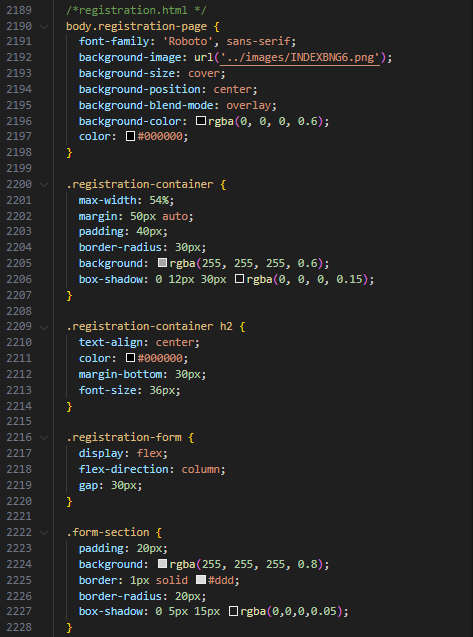 2189 /*registration.html */
2190 body.registration-page {
2191 font-family: 'Roboto', sans-serif;
2192 background-image: url('../images/INDEXBNG6.png');
2193 background-size: cover;
2194 background-position: center;
2195 background-blend-mode: overlay;
2196 background-color: rgba(0, 0, 0, 0.6);
2197 color: #000000;
2198 }
2199
2200 .registration-container {
2201 max-width: 54%;
2202 margin: 50px auto;
2203 padding: 40px;
2204 border-radius: 30px;
2205 background: rgba(255, 255, 255, 0.6);
2206 box-shadow: 0 12px 30px rgba(0, 0, 0, 0.15);
2207 }
2208
2209 .registration-container h2 {
2210 text-align: center;
2211 color: #000000;
2212 margin-bottom: 30px;
2213 font-size: 36px;
2214 }
2215
2216 .registration-form {
2217 display: flex;
2218 flex-direction: column;
2219 gap: 30px;
2220 }
2221
2222 .form-section {
2223 padding: 20px;
2224 background: rgba(255, 255, 255, 0.8);
2225 border: 1px solid #ddd;
2226 border-radius: 20px;
2227 box-shadow: 0 5px 15px rgba(0,0,0,0.05);
2228 }